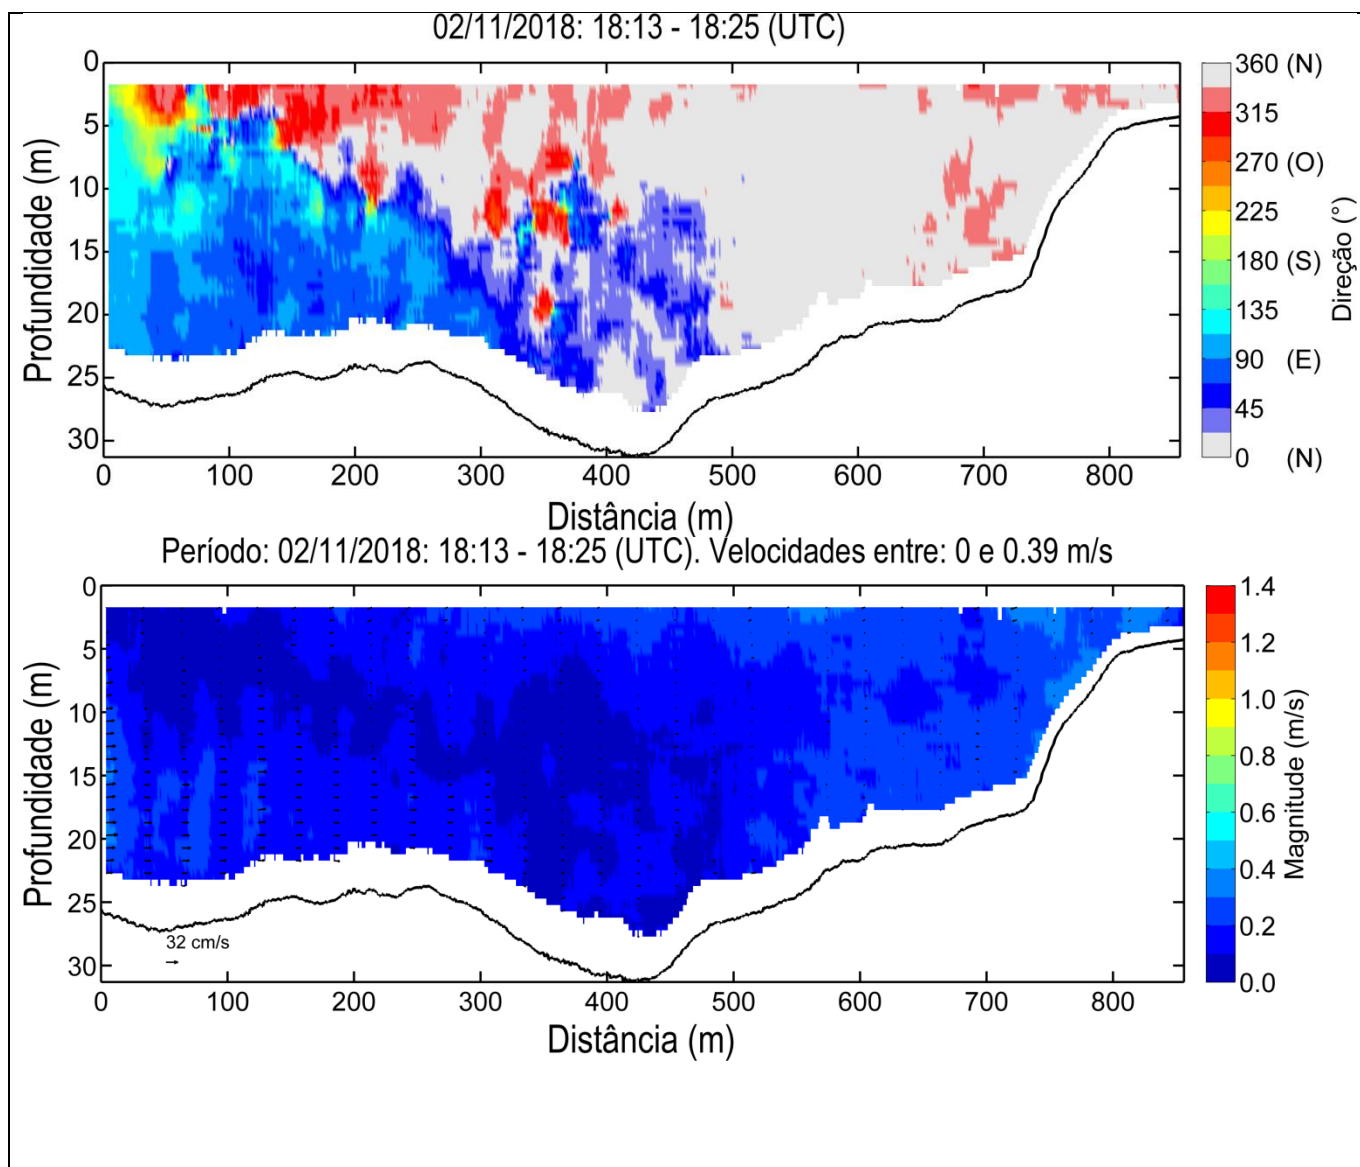 02/11/2018: 18:13 - 18:25 (UTC)
0
5
10
15
20
25
30
Profundidade (m)
0 100 200 300 400 500 600 700 800
Distância (m)
360 (N)
315
270 (O)
225
180 (S)
135
90 (E)
45
0 (N)
Direção (°)
Período: 02/11/2018: 18:13 - 18:25 (UTC). Velocidades entre: 0 e 0.39 m/s
0
5
10
15
20
25
30
Profundidade (m)
32 cm/s
0 100 200 300 400 500 600 700 800
Distância (m)
1.4
1.2
1.0
0.8
0.6
0.4
0.2
0.0
Magnitude (m/s)